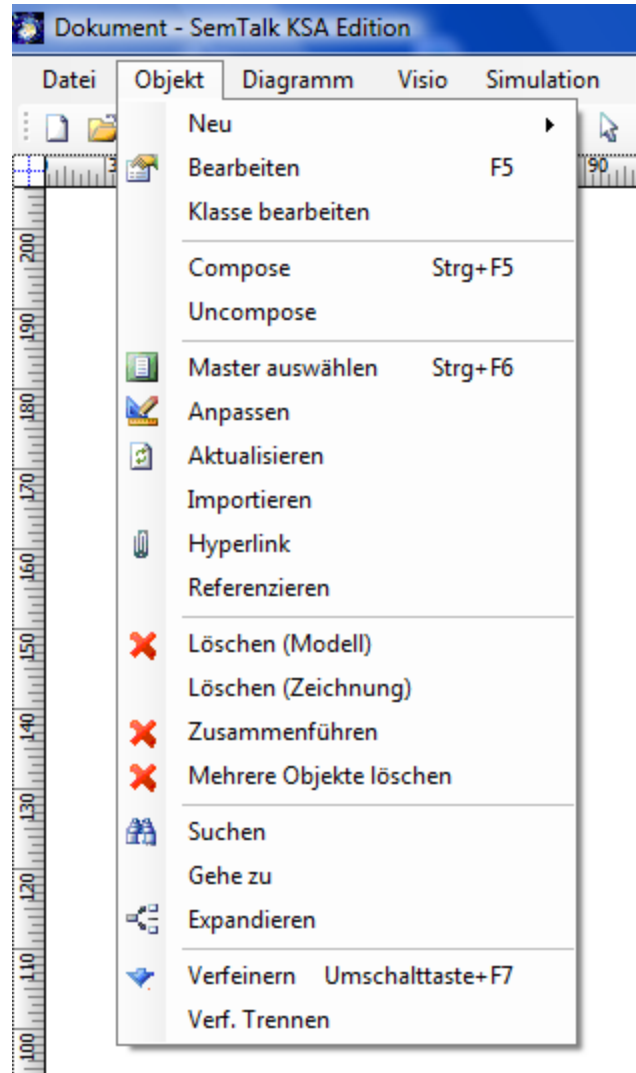 Dokument - SemTalk KSA Edition
Datei Objekt Diagramm Visio Simulation
Neu
90
Bearbeiten F5
Klasse bearbeiten
200
Compose Strg+F5
Uncompose
190
Master auswählen Strg+F6
180
Anpassen
Aktualisieren
170
Importieren
Hyperlink
160
Referenzieren
150
Löschen (Modell)
Löschen (Zeichnung)
140
Zusammenführen
Mehrere Objekte löschen
130
Suchen
120
Gehe zu
Expandieren
110
Verfeinern Umschalttaste+F7
Verf. Trennen
100